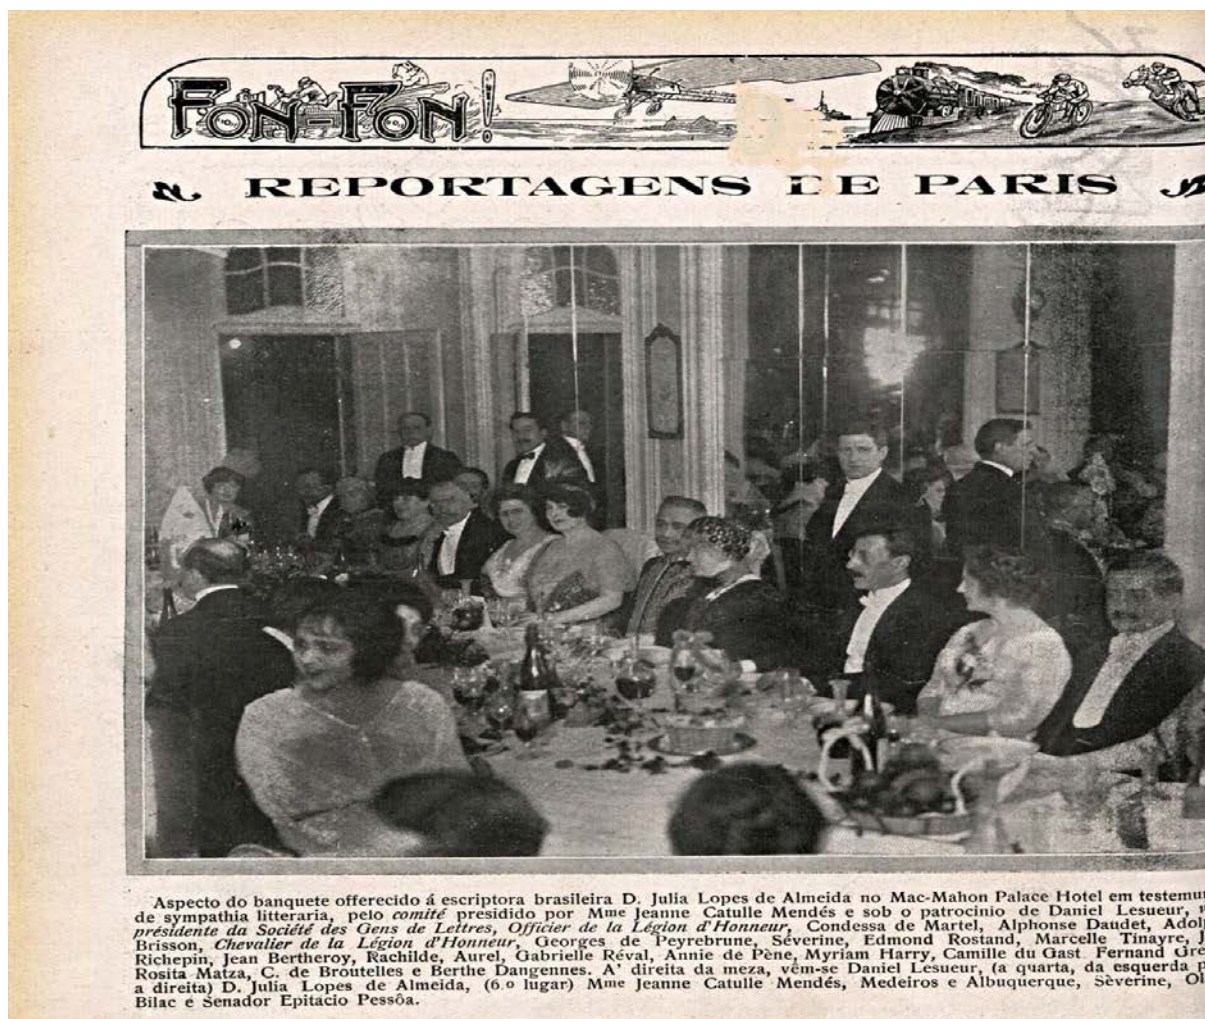 FON-FON!
REPORTAGENS DE PARIS
Aspecto do banquete offerecido á escriptora brasileira D. Julia Lopes de Almeida no Mac-Mahon Palace Hotel em testemu
de sympathia litteraria, pelo comité presidido por Mme Jeanne Catulle Mendés e sob o patrocinio de Daniel Lesueur,
présidente da Société des Gens de Lettres, Officier de la Légion d'Honneur, Condessa de Martel, Alphonse Daudet, Adol
Brisson, Chevalier de la Légion d'Honneur, Georges de Peyrebrune, Séverine, Edmond Rostand, Marcelle Tinayre, J
Richepin, Jean Bertheroy, Rachilde, Aurel, Gabrielle Réval, Annie de Pène, Myriam Harry, Camille du Gast Fernand Gre
Rosita Matza, C. de Broutelles e Berthe Dangennes. A' direita da meza, vêm-se Daniel Lesueur, (a quarta, da esquerda p
a direita) D. Julia Lopes de Almeida, (6.º lugar) Mme Jeanne Catulle Mendés, Medeiros e Albuquerque, Sèverine, Ol
Bilac e Senador Epitacio Pessôa.